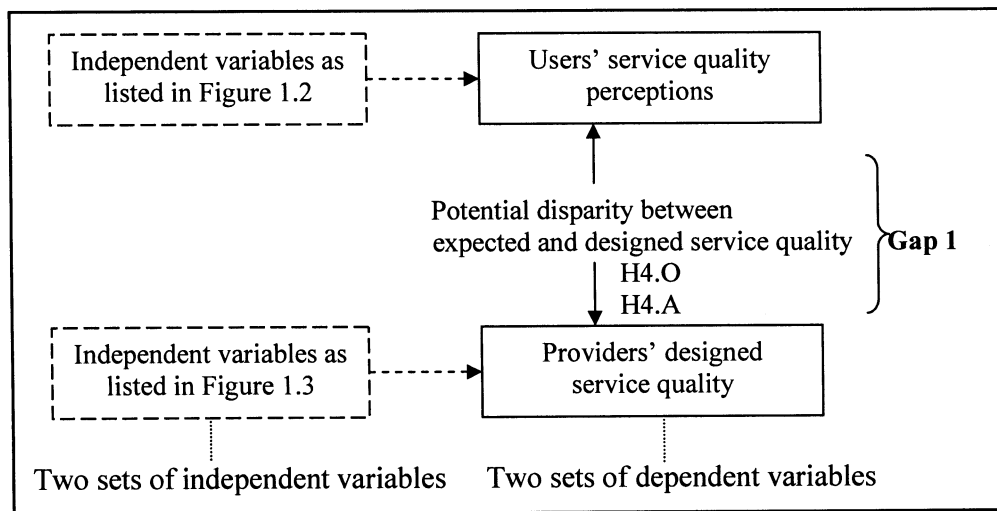 Independent variables as
listed in Figure 1.2
Users' service quality
perceptions
Potential disparity between
expected and designed service quality
Gap 1
H4.O
H4.A
Independent variables as
listed in Figure 1.3
Providers' designed
service quality
Two sets of independent variables
Two sets of dependent variables